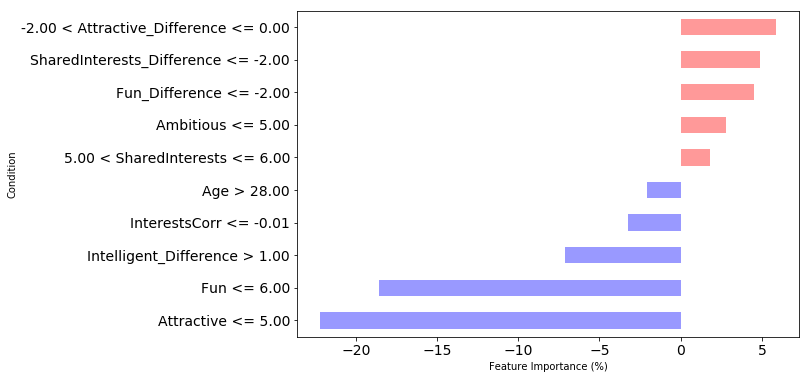 -2.00 < Attractive_Difference <= 0.00
SharedInterests_Difference <= -2.00
Fun_Difference <= -2.00
Ambitious <= 5.00
5.00 < SharedInterests <= 6.00
Age > 28.00
InterestsCorr <= -0.01
Intelligent_Difference > 1.00
Fun <= 6.00
Attractive <= 5.00
Condition
−20 −15 −10 −5 0 5
Feature Importance (%)